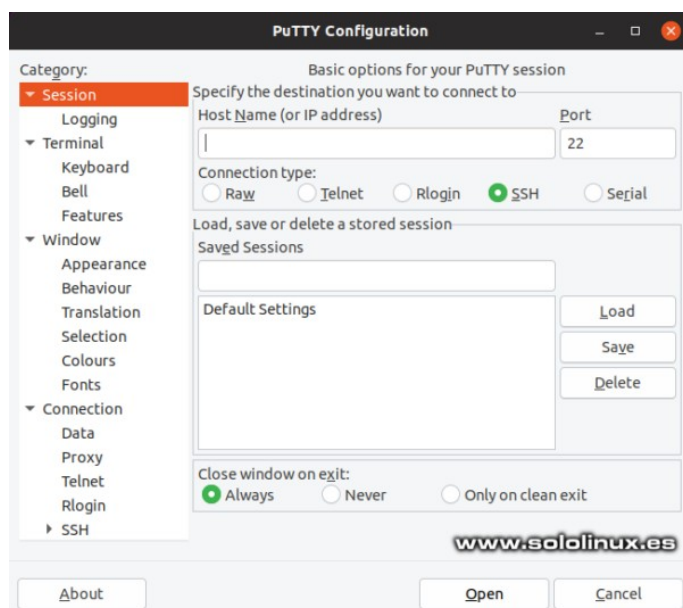 PuTTY Configuration
Category:
Session
Logging
Terminal
Keyboard
Bell
Features
Window
Appearance
Behaviour
Translation
Selection
Colours
Fonts
Connection
Data
Proxy
Telnet
Rlogin
SSH
Basic options for your PuTTY session
Specify the destination you want to connect to
Host Name (or IP address) Port
22
Connection type:
Raw Telnet Rlogin SSH Serial
Load, save or delete a stored session
Saved Sessions
Default Settings
Load
Save
Delete
Close window on exit:
Always Never Only on clean exit
www.sololinux.es
About Open Cancel